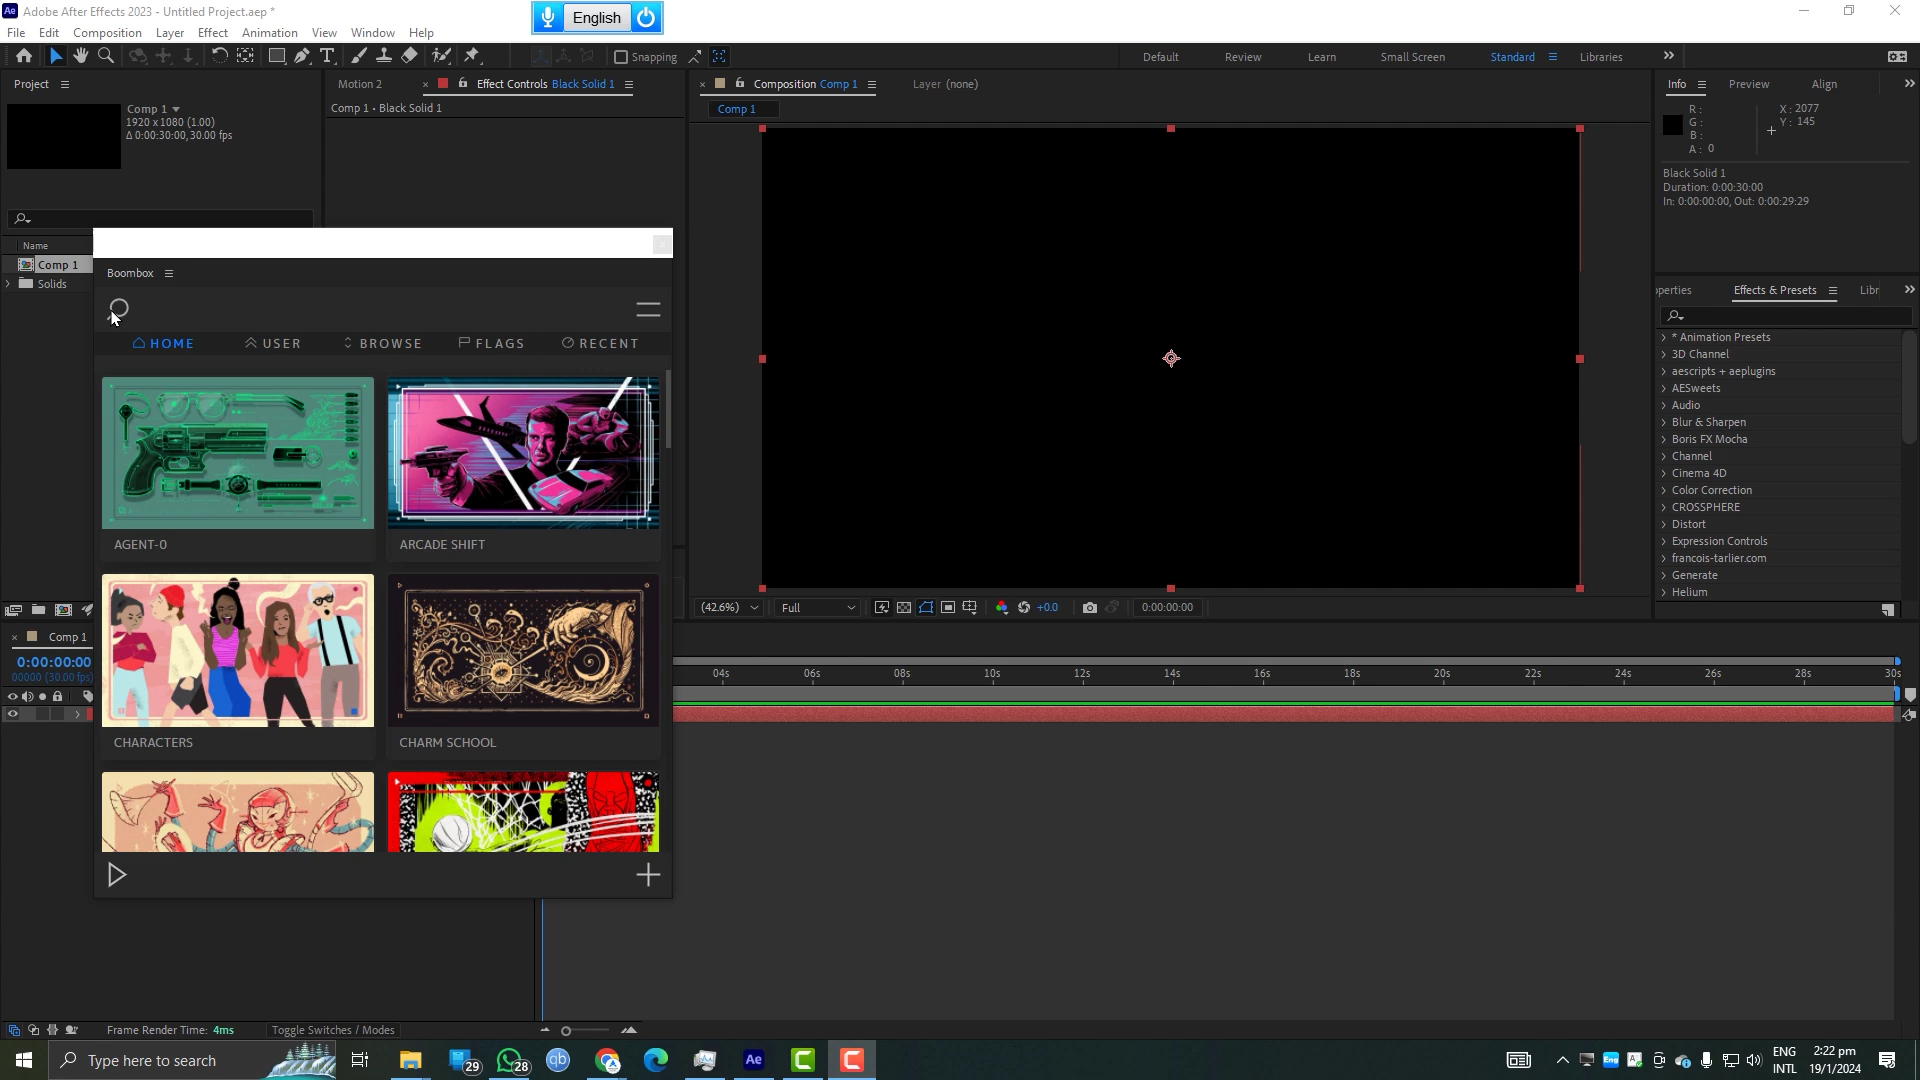 Ae Adobe After Effects 2023 - Untitled Project.aep *
English
File Edit Composition Layer Effect Animation View Window Help
Snapping
Default Review Learn Small Screen Standard Libraries
Project
Motion 2
Effect Controls Black Solid 1
Composition Comp 1
Layer (none)
Info Preview Align
Comp 1
1920 x 1080 (1.00)
Δ 0:00:30:00, 30.00 fps
Comp 1 • Black Solid 1
Comp 1
R :
G :
B :
A : 0
X : 2077
Y : 145
Black Solid 1
Duration: 0:00:30:00
In: 0:00:00:00, Out: 0:00:29:29
Name
Comp 1
Solids
Boombox
HOME USER BROWSE FLAGS RECENT
AGENT-0
ARCADE SHIFT
CHARACTERS
CHARM SCHOOL
operties Effects & Presets Libr
* Animation Presets
3D Channel
aescripts + aeplugins
AESweets
Audio
Blur & Sharpen
Boris FX Mocha
Channel
Cinema 4D
Color Correction
CROSSPHERE
Distort
Expression Controls
francois-tarlier.com
Generate
Helium
(42.6%) Full +0.0 0:00:00:00
Comp 1
0:00:00:00
00000 (30.00 fps)
04s 06s 08s 10s 12s 14s 16s 18s 20s 22s 24s 26s 28s 30s
Frame Render Time: 4ms
Toggle Switches / Modes
Type here to search
29
28
qb
Ae
Eng
ENG
INTL
2:22 pm
19/1/2024